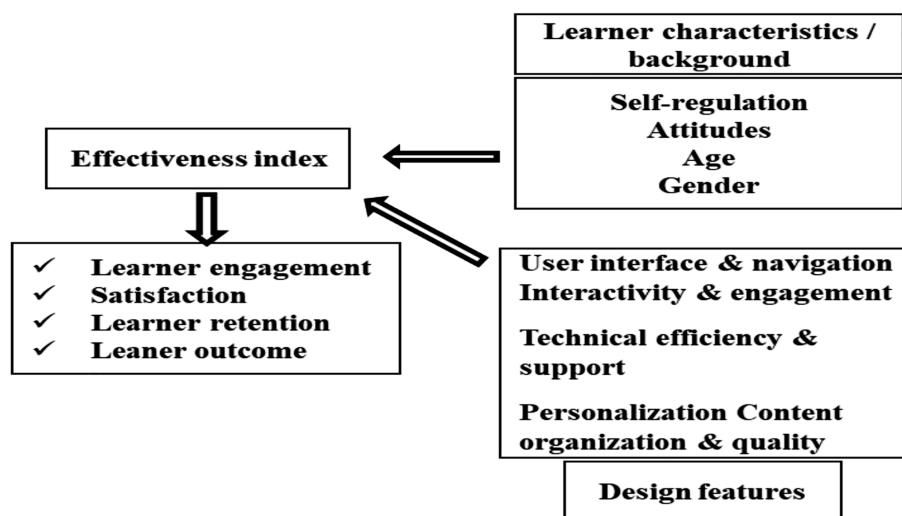 Learner characteristics /
background
Self-regulation
Attitudes
Age
Gender
Effectiveness index
✓ Learner engagement
✓ Satisfaction
✓ Learner retention
✓ Leaner outcome
User interface & navigation
Interactivity & engagement
Technical efficiency &
support
Personalization Content
organization & quality
Design features